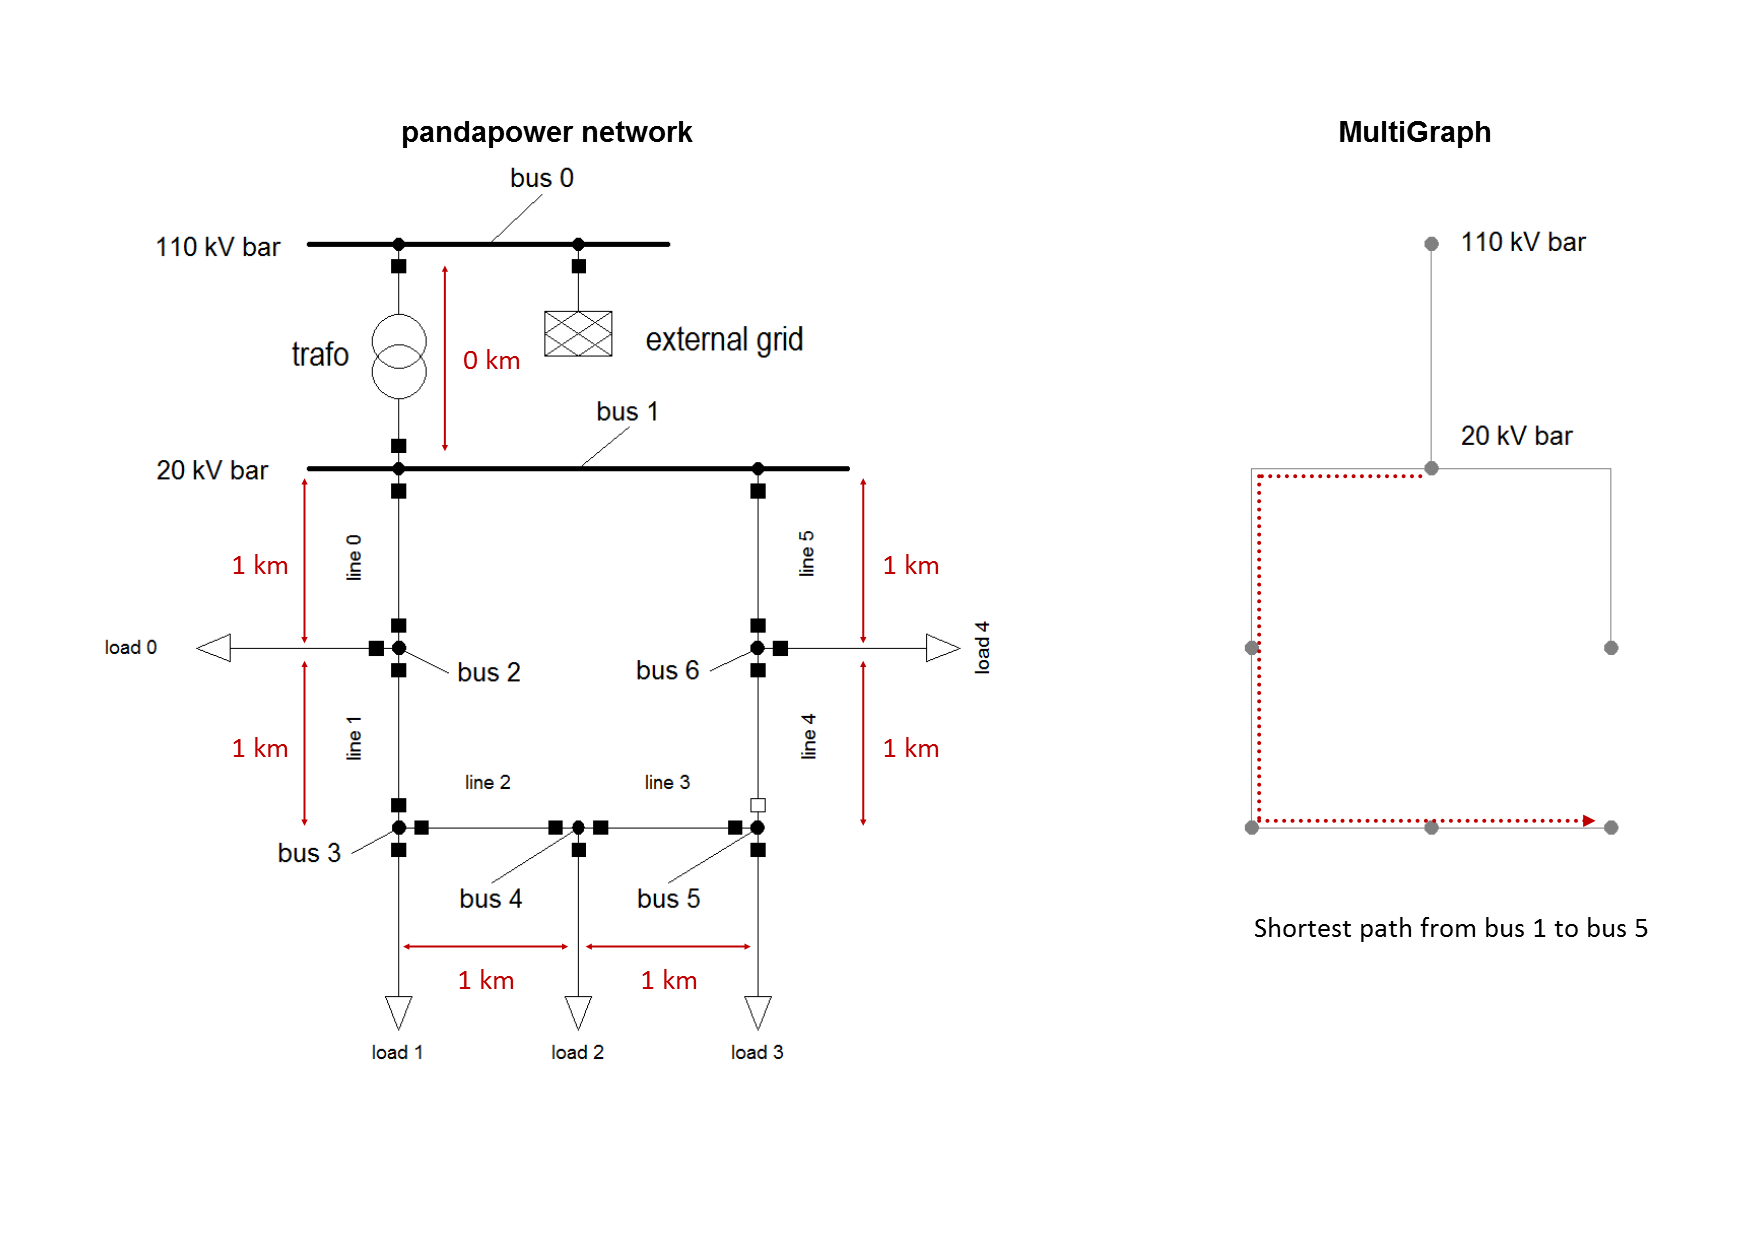 pandapower network
MultiGraph
bus 0
110 kV bar
110 kV bar
trafo
0 km
external grid
bus 1
20 kV bar
20 kV bar
line 0
line 5
1 km
1 km
load 0
load 4
bus 2
bus 6
line 1
line 4
1 km
1 km
line 2
line 3
bus 3
bus 4
bus 5
Shortest path from bus 1 to bus 5
1 km
1 km
load 1
load 2
load 3